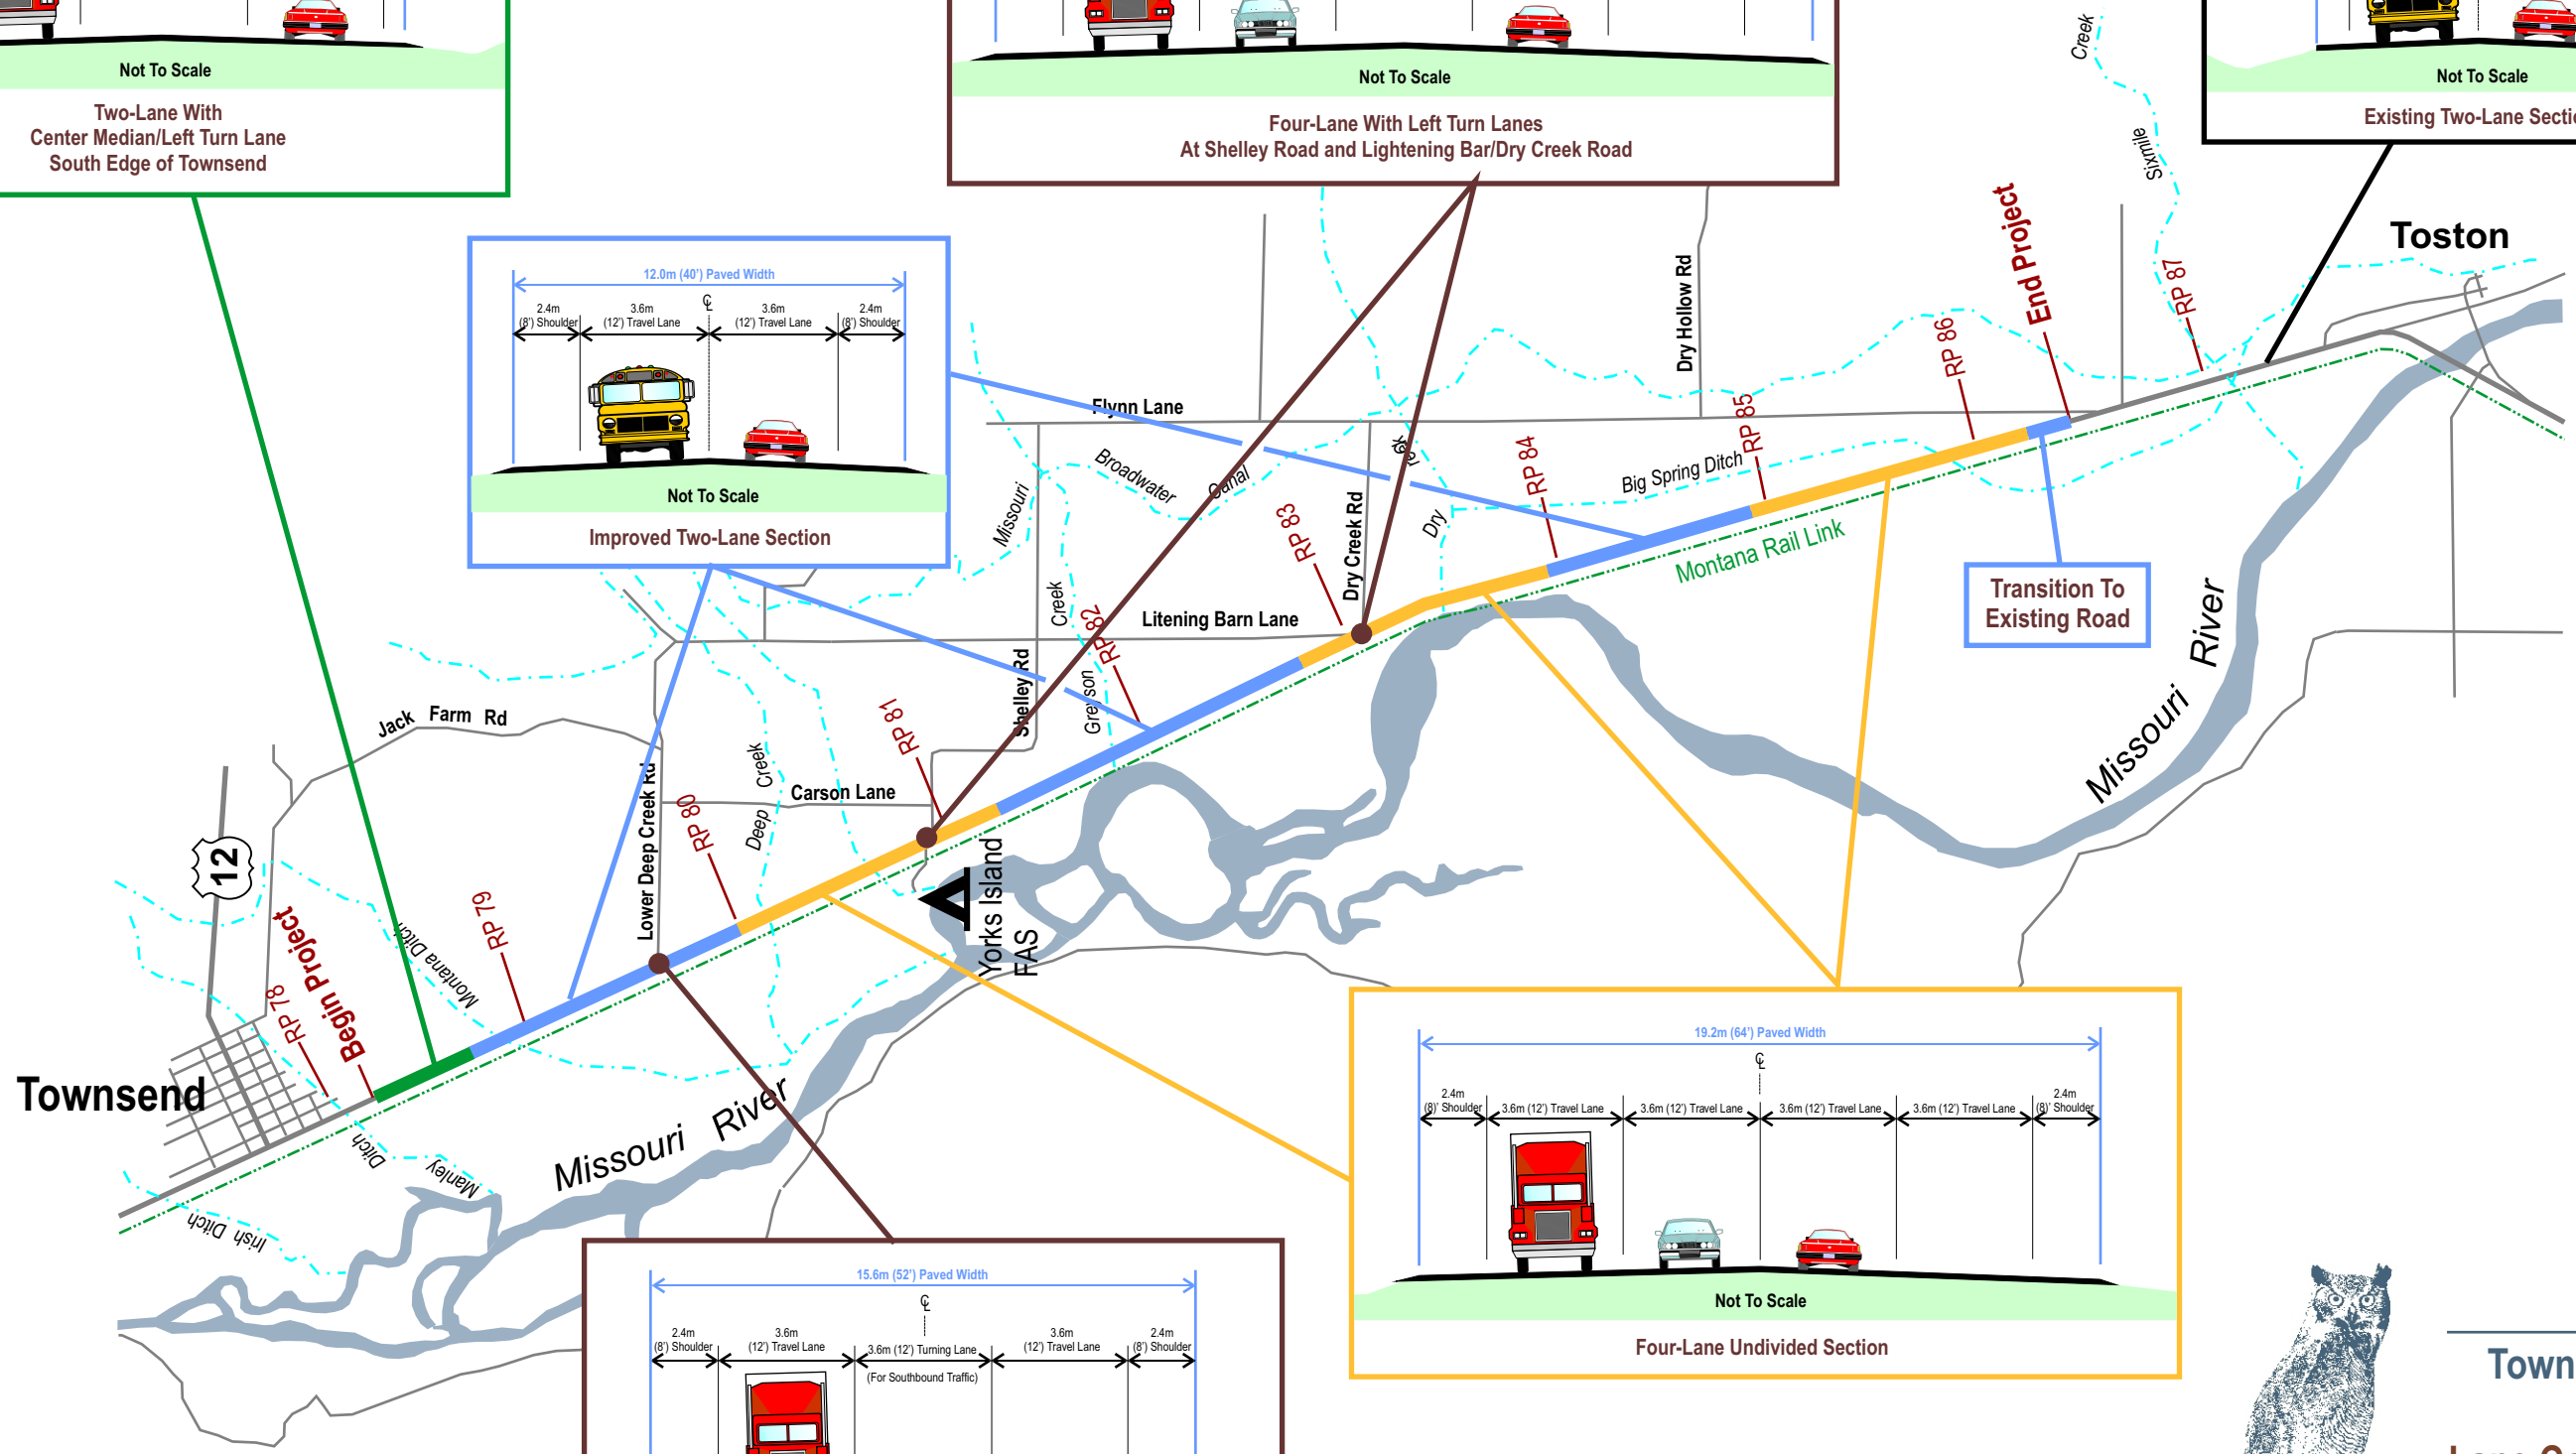 Not To Scale
Two-Lane With
Center Median/Left Turn Lane
South Edge of Townsend
Not To Scale
Four-Lane With Left Turn Lanes
At Shelley Road and Lightening Bar/Dry Creek Road
Not To Scale
Existing Two-Lane
Creek
Sixmile
Toston
End Project
RP 87
RP 86
RP 85
RP 84
RP 83
RP 82
RP 81
RP 80
RP 79
RP 78
Begin Project
12.0m (40') Paved Width
2.4m
(8') Shoulder
3.6m
(12') Travel Lane
3.6m
(12') Travel Lane
2.4m
(8') Shoulder
Not To Scale
Improved Two-Lane Section
Dry Hollow Rd
Flynn Lane
Broadwater
Canal
Missouri
Creek
Greyson
Dry
Dry Creek Rd
Big Spring Ditch
Montana Rail Link
Litening Barn Lane
Shelley Rd
Transition To
Existing Road
Missouri River
Jack Farm Rd
Lower Deep Creek Rd
Deep Creek
Carson Lane
Yorks Island
FAS
12
Montana Ditch
Townsend
Ditch
Manley
Irish Ditch
Missouri River
19.2m (64') Paved Width
2.4m
(8)' Shoulder
3.6m (12') Travel Lane
3.6m (12') Travel Lane
3.6m (12') Travel Lane
3.6m (12') Travel Lane
2.4m
(8)' Shoulder
Not To Scale
Four-Lane Undivided Section
15.6m (52') Paved Width
2.4m
(8') Shoulder
3.6m
(12') Travel Lane
3.6m (12') Turning Lane
(For Southbound Traffic)
3.6m
(12') Travel Lane
2.4m
(8') Shoulder
Town